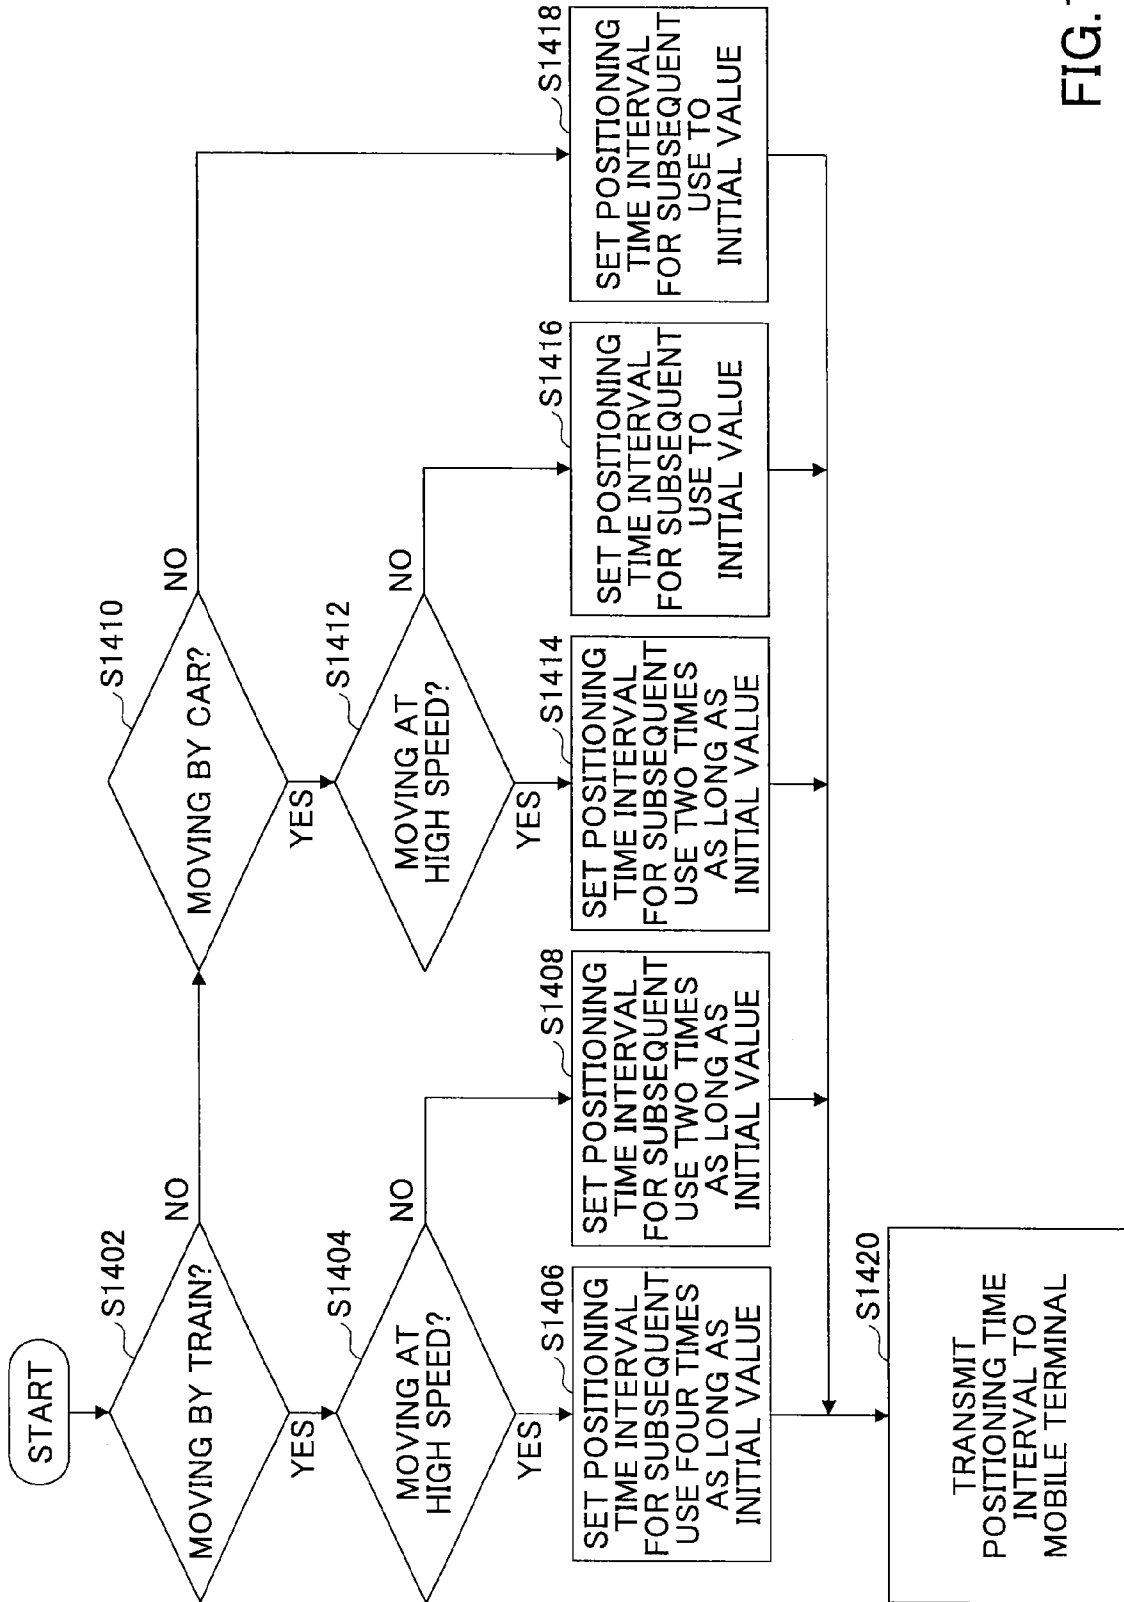 START
MOVING BY TRAIN?
S1402
YES
NO
MOVING AT
HIGH SPEED?
S1404
YES
NO
SET POSITIONING
TIME INTERVAL
FOR SUBSEQUENT
USE FOUR TIMES
AS LONG AS
INITIAL VALUE
S1406
SET POSITIONING
TIME INTERVAL
FOR SUBSEQUENT
USE TWO TIMES
AS LONG AS
INITIAL VALUE
S1408
MOVING BY CAR?
S1410
YES
NO
MOVING AT
HIGH SPEED?
S1412
YES
NO
SET POSITIONING
TIME INTERVAL
FOR SUBSEQUENT
USE TWO TIMES
AS LONG AS
INITIAL VALUE
S1414
SET POSITIONING
TIME INTERVAL
FOR SUBSEQUENT
USE TO
INITIAL VALUE
S1416
SET POSITIONING
TIME INTERVAL
FOR SUBSEQUENT
USE TO
INITIAL VALUE
S1418
TRANSMIT
POSITIONING TIME
INTERVAL TO
MOBILE TERMINAL
S1420
FIG.